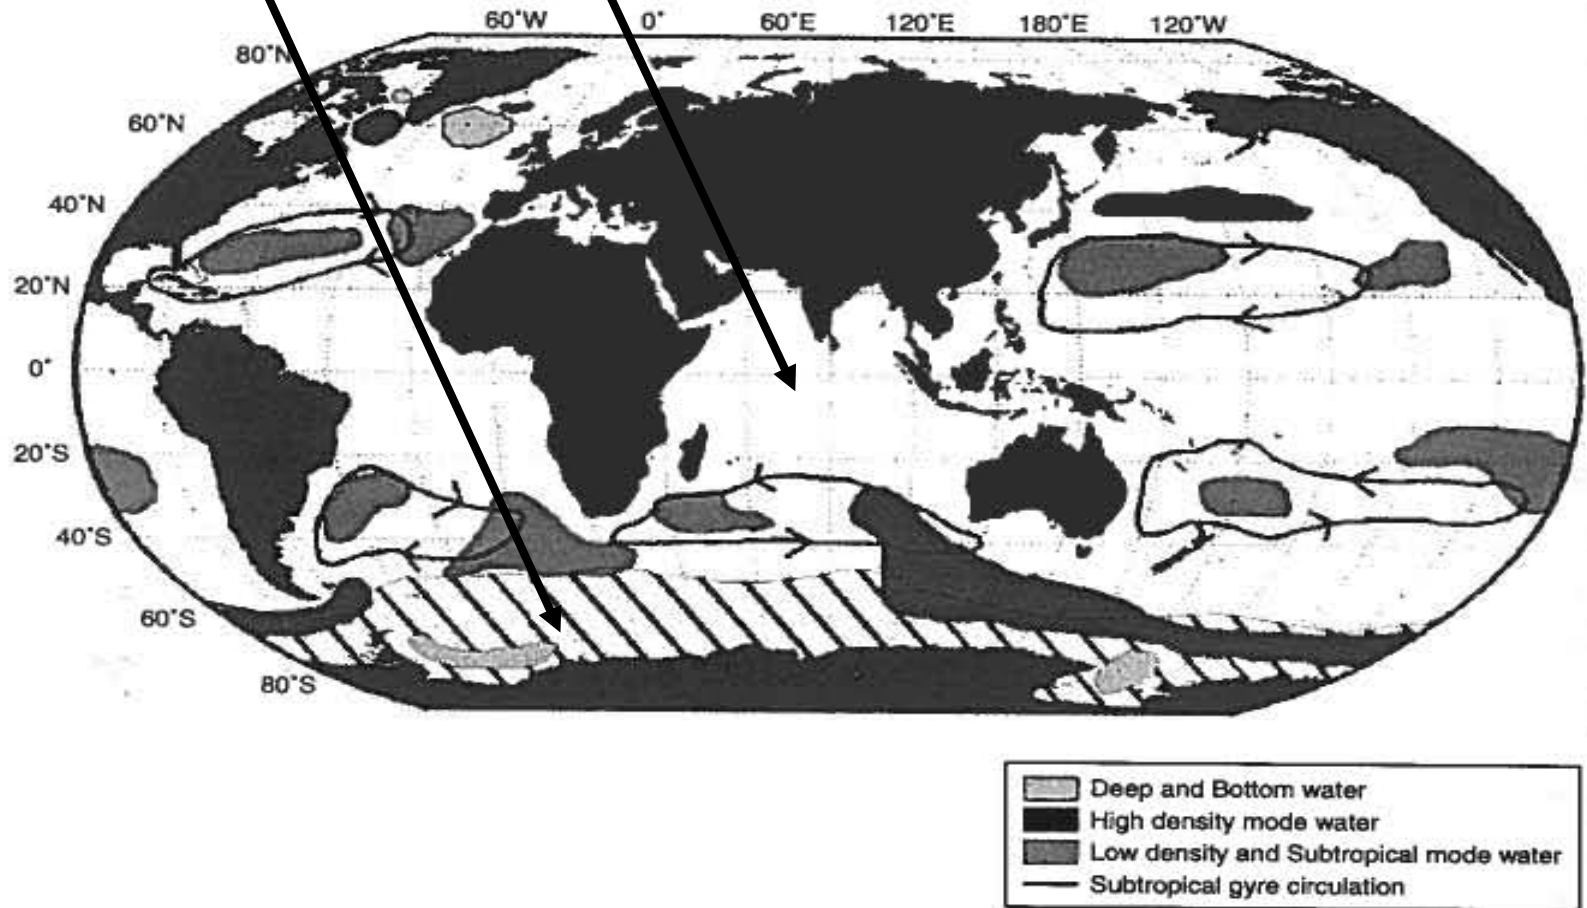 60°W 0° 60°E 120°E 180°E 120°W
80°N
60°N
40°N
20°N
0°
20°S
40°S
60°S
80°S
Deep and Bottom water
High density mode water
Low density and Subtropical mode water
Subtropical gyre circulation